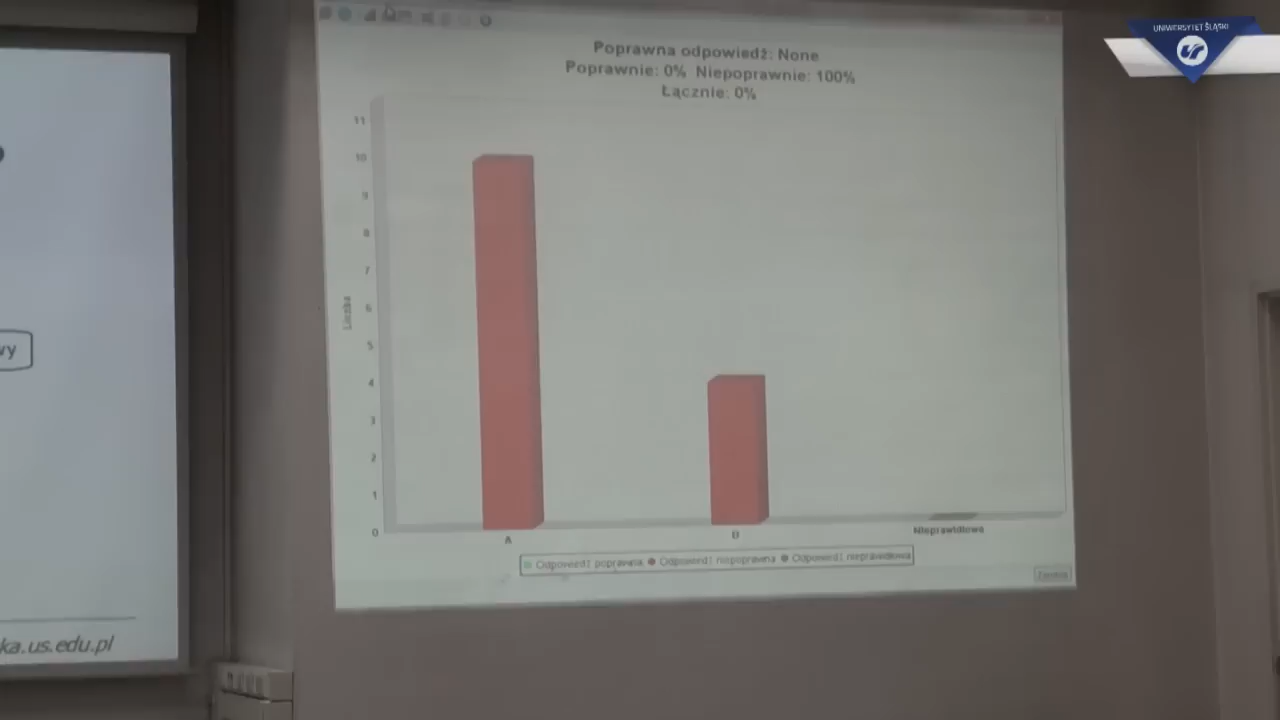 UNIWERSYTET ŚLĄSKI
Poprawna odpowiedź: None
Poprawnie: 0% Niepoprawnie: 100%
Łącznie: 0%
11
10
9
8
7
6
5
4
3
2
1
0
Liczba
A
Nieprawidłowe
Odpowiedź poprawna Odpowiedź niepoprawna Odpowiedź nieprawidłowa
wy
ka.us.edu.pl